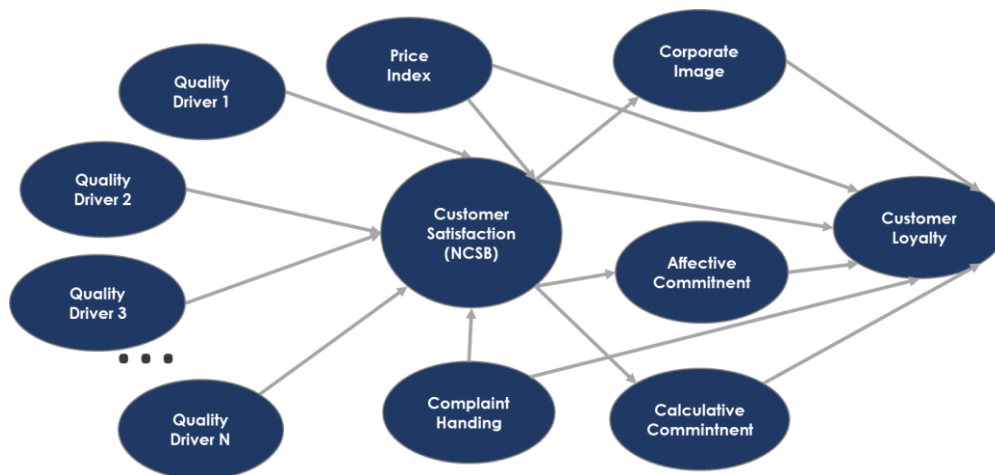 Price
Index
Corporate
Image
Quality
Driver 1
Quality
Driver 2
Customer
Satisfaction
(NCSB)
Customer
Loyalty
Quality
Driver 3
Affective
Commitnent
Quality
Driver N
Complaint
Handing
Calculative
Commintnent